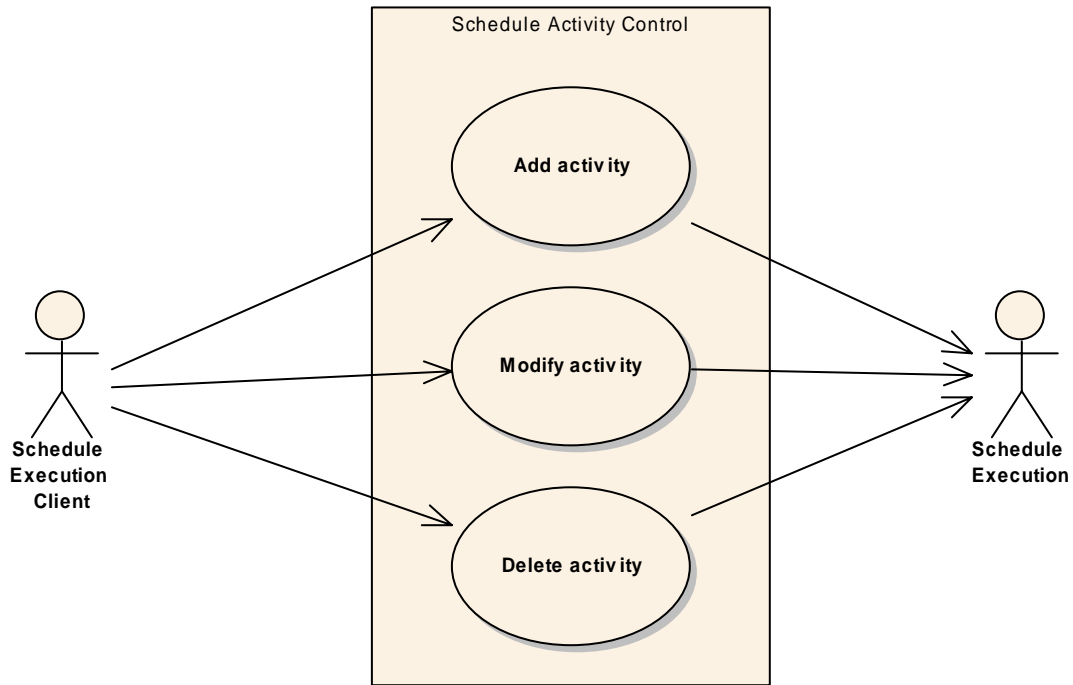 Schedule Activity Control
Add activity
Modify activity
Delete activity
Schedule
Execution
Client
Schedule
Execution